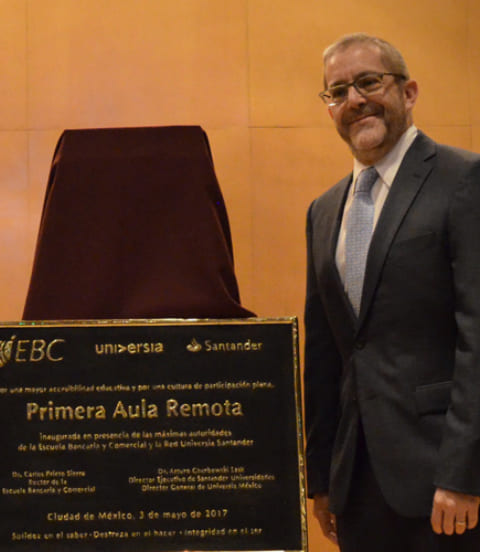 EBC universia Santander
por una mayor accesibilidad educativa y por una cultura de participación plena,
Primera Aula Remota
inaugurada en presencia de las máximas autoridades
de la Escuela Bancaria y Comercial y la Red Universia Santander
Dr. Carlos Prieto Sierra
Rector de la
Escuela Bancaria y Comercial
Dr. Arturo Cherbowski Lask
Director Ejecutivo de Santander Universidades
Director General de Universia México
Ciudad de México, 3 de mayo de 2017
Solidez en el saber • Destreza en el hacer • Integridad en el ser